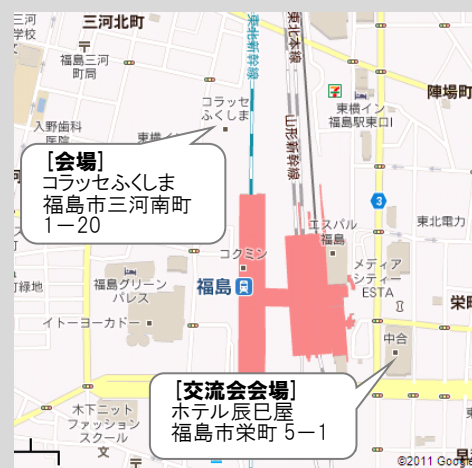 三河北町
三河
学校
福島三河
町局
東北新幹線
東北本線
山形新幹線
コラッセ
ふくしま
陣場町
東横イン
福島駅東口I
入野歯科
医院
東横
[会場]
コラッセふくしま
福島市三河南町
1-20
3
エスパル
福島
東北電力
コクミン
福島
メディア
シティー
ESTA
町緑地
福島グリーン
パレス
栄町
イトーヨーカドー
中合
[交流会会場]
ホテル辰巳屋
福島市栄町 5-1
木下ニット
ファッション
スクール
©2011 Google